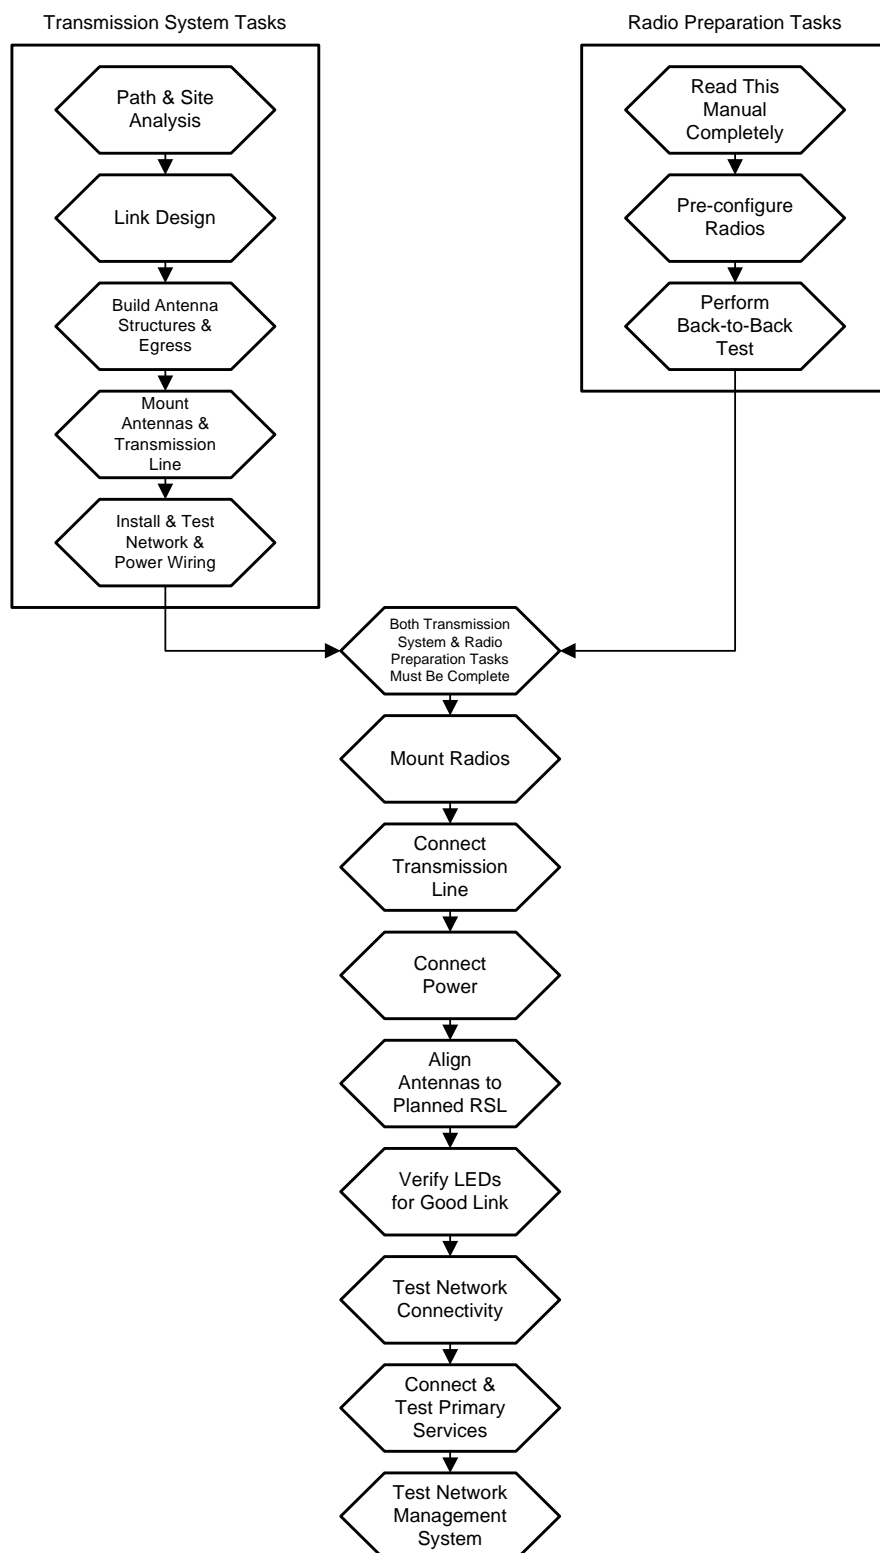 Transmission System Tasks
Path & Site
Analysis
Link Design
Build Antenna
Structures &
Egress
Mount
Antennas &
Transmission
Line
Install & Test
Network &
Power Wiring
Radio Preparation Tasks
Read This
Manual
Completely
Pre-configure
Radios
Perform
Back-to-Back
Test
Both Transmission
System & Radio
Preparation Tasks
Must Be Complete
Mount Radios
Connect
Transmission
Line
Connect
Power
Align
Antennas to
Planned RSL
Verify LEDs
for Good Link
Test Network
Connectivity
Connect &
Test Primary
Services
Test Network
Management
System